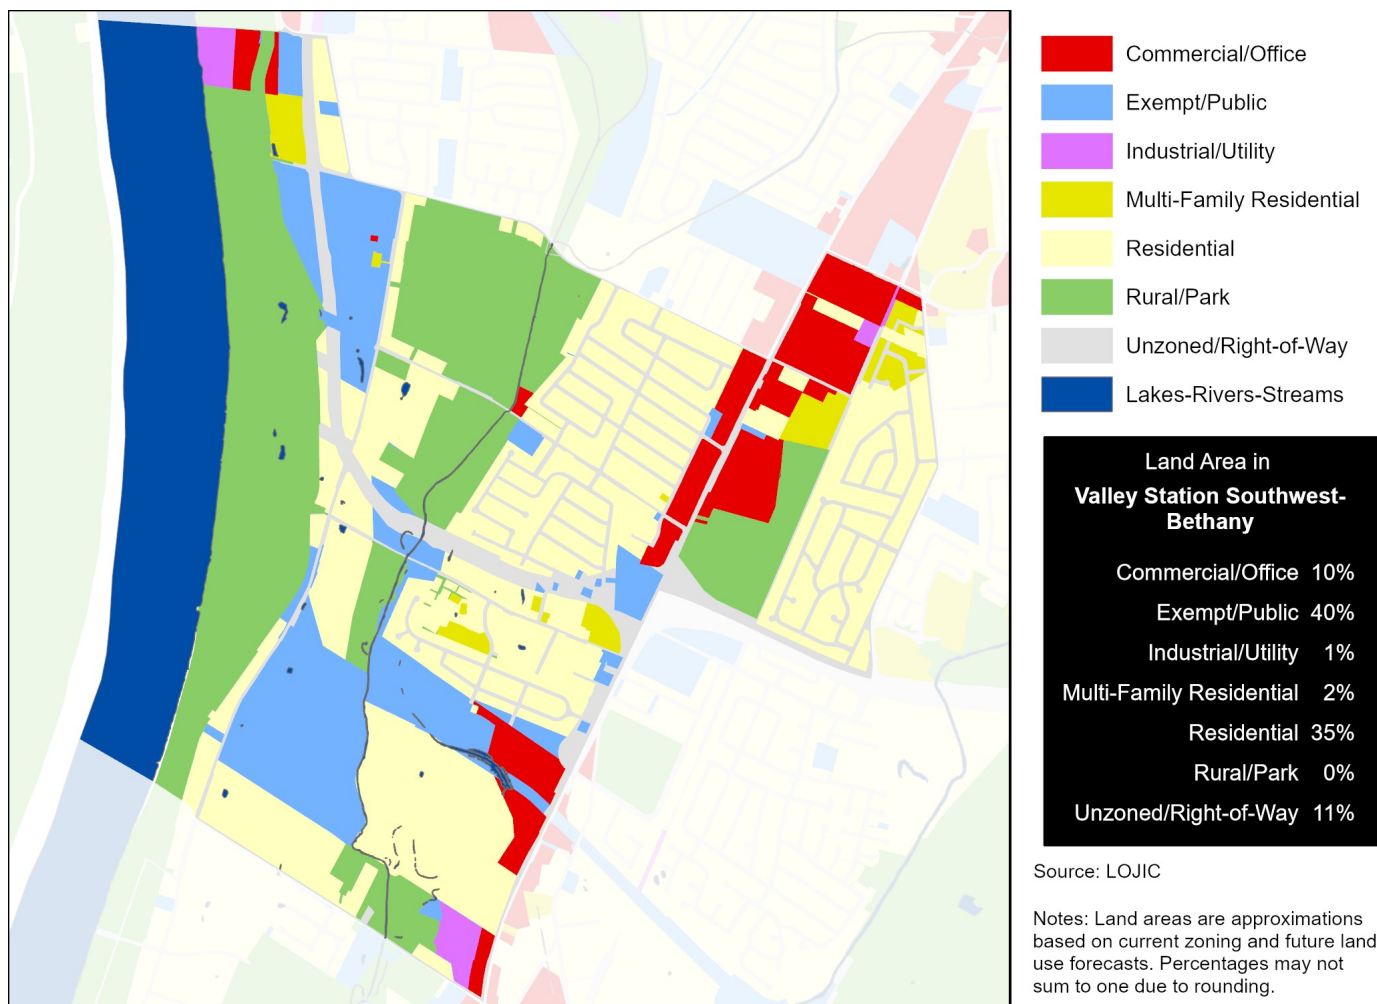 Commercial/Office
Exempt/Public
Industrial/Utility
Multi-Family Residential
Residential
Rural/Park
Unzoned/Right-of-Way
Lakes-Rivers-Streams
Land Area in
Valley Station Southwest-
Bethany
Commercial/Office 10%
Exempt/Public 40%
Industrial/Utility 1%
Multi-Family Residential 2%
Residential 35%
Rural/Park 0%
Unzoned/Right-of-Way 11%
Source: LOJIC
Notes: Land areas are approximations
based on current zoning and future land
use forecasts. Percentages may not
sum to one due to rounding.